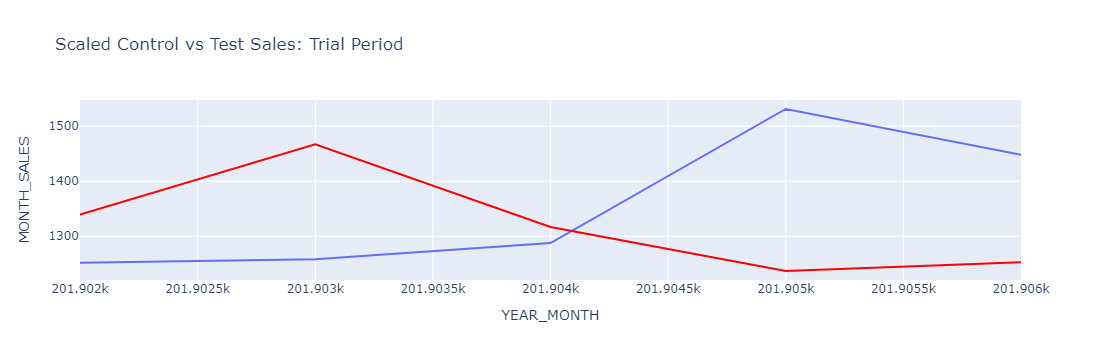 Scaled Control vs Test Sales: Trial Period
1500
1400
1300
MONTH_SALES
201.902k 201.9025k 201.903k 201.9035k 201.904k 201.9045k 201.905k 201.9055k 201.906k
YEAR_MONTH